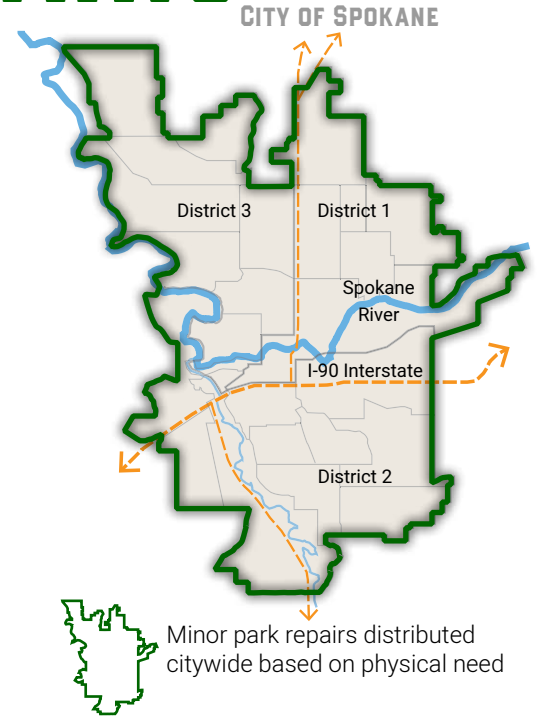 CITY OF SPOKANE
District 3
District 1
Spokane
River
I-90 Interstate
District 2
Minor park repairs distributed
citywide based on physical need